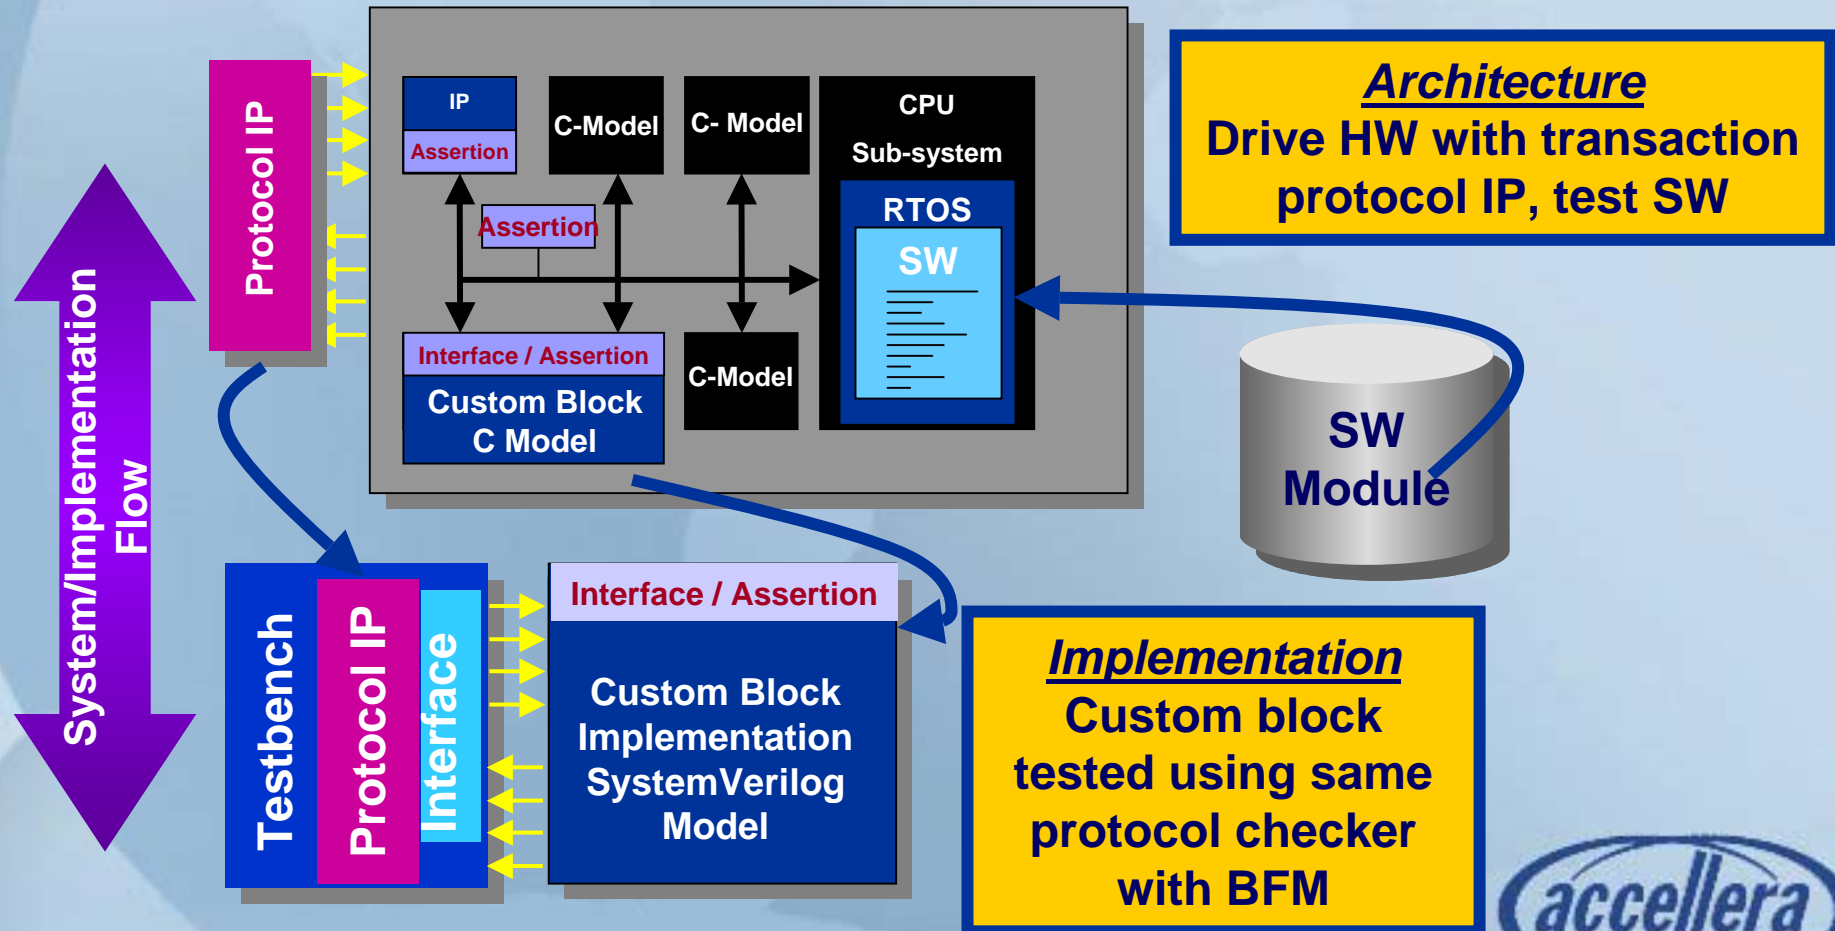 Protocol IP
IP
Assertion
C-Model
C- Model
CPU
Sub-system
RTOS
SW
Assertion
Interface / Assertion
Custom Block
C Model
C-Model
Architecture
Drive HW with transaction
protocol IP, test SW
SW
Module
System/Implementation
Flow
Testbench
Protocol IP
Interface
Interface / Assertion
Custom Block
Implementation
SystemVerilog
Model
Implementation
Custom block
tested using same
protocol checker
with BFM
accellera